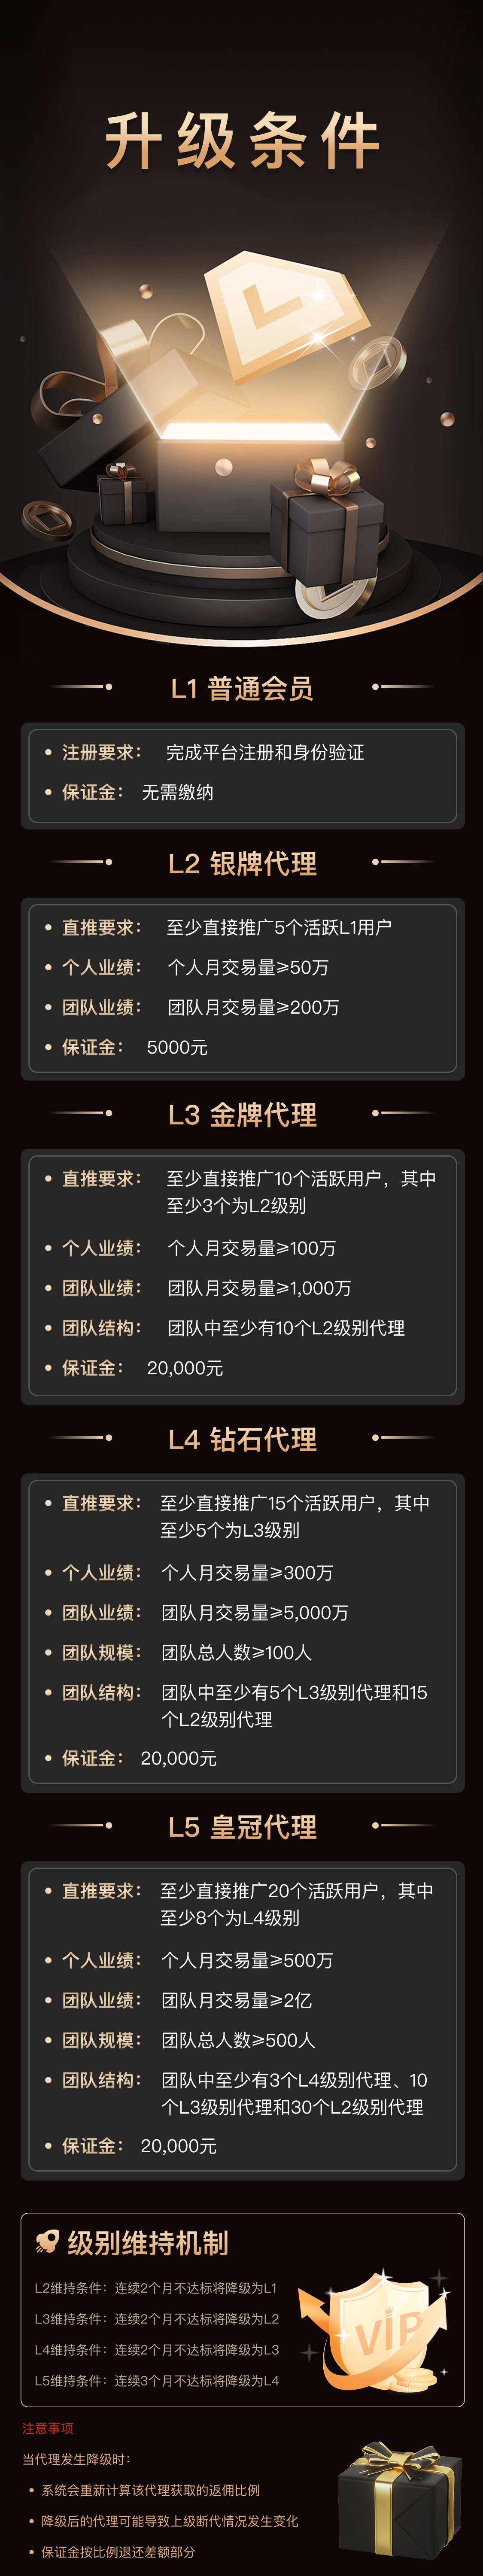 升级条件
L1 普通会员
注册要求： 完成平台注册和身份验证
保证金： 无需缴纳
L2 银牌代理
直推要求： 至少直接推广5个活跃L1用户
个人业绩： 个人月交易量≥50万
团队业绩： 团队月交易量≥200万
保证金： 5000元
L3 金牌代理
直推要求： 至少直接推广10个活跃用户，其中
至少3个为L2级别
个人业绩： 个人月交易量≥100万
团队业绩： 团队月交易量≥1,000万
团队结构： 团队中至少有10个L2级别代理
保证金： 20,000元
L4 钻石代理
直推要求： 至少直接推广15个活跃用户，其中
至少5个为L3级别
个人业绩： 个人月交易量≥300万
团队业绩： 团队月交易量≥5,000万
团队规模： 团队总人数≥100人
团队结构： 团队中至少有5个L3级别代理和15
个L2级别代理
保证金： 20,000元
L5 皇冠代理
直推要求： 至少直接推广20个活跃用户，其中
至少8个为L4级别
个人业绩： 个人月交易量≥500万
团队业绩： 团队月交易量≥2亿
团队规模： 团队总人数≥500人
团队结构： 团队中至少有3个L4级别代理、10
个L3级别代理和30个L2级别代理
保证金： 20,000元
级别维持机制
L2维持条件：连续2个月不达标将降级为L1
L3维持条件：连续2个月不达标将降级为L2
L4维持条件：连续2个月不达标将降级为L3
L5维持条件：连续3个月不达标将降级为L4
VIP
注意事项
当代理发生降级时：
系统会重新计算该代理获取的返佣比例
降级后的代理可能导致上级断代情况发生变化
保证金按比例退还差额部分